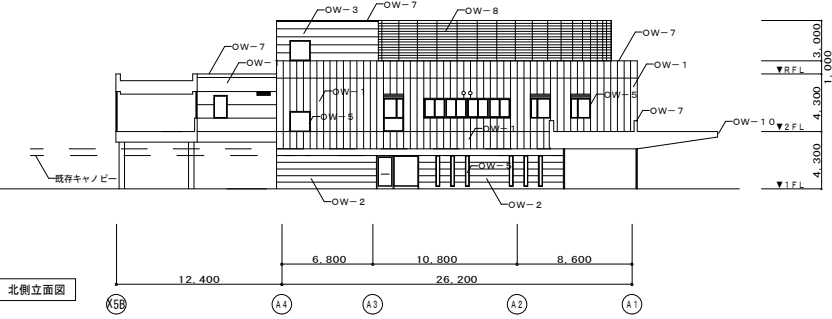 OW-3
OW-7
OW-8
OW-7
OW-7
OW-
OW-1
OW-1
OW-5
OW-5
OW-7
OW-10
OW-1
OW-5
既存キャノピー
OW-2
OW-2
3,000
1,000
▼RFL
4,300
▼2FL
4,300
▼1FL
6,800
10,800
8,600
12,400
26,200
北側立面図
X5B
A4
A3
A2
A1